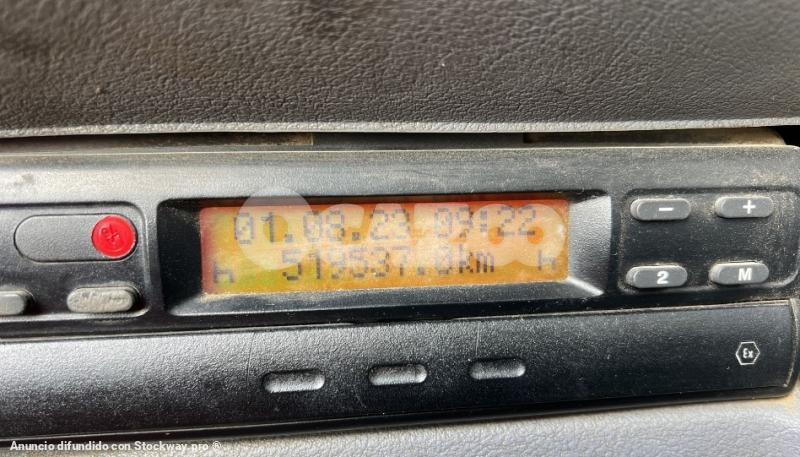 01.08.23 09:22
h 519537.0km h
−
+
2
M
Ex
Anuncio difundido con Stockway.pro ®